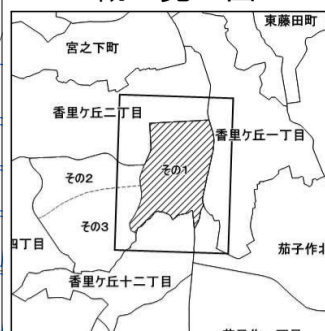 東藤田町
宮之下町
香里ケ丘二丁目
香里ケ丘一丁目
その1
その2
その3
四丁目
茄子作北
香里ケ丘十二丁目